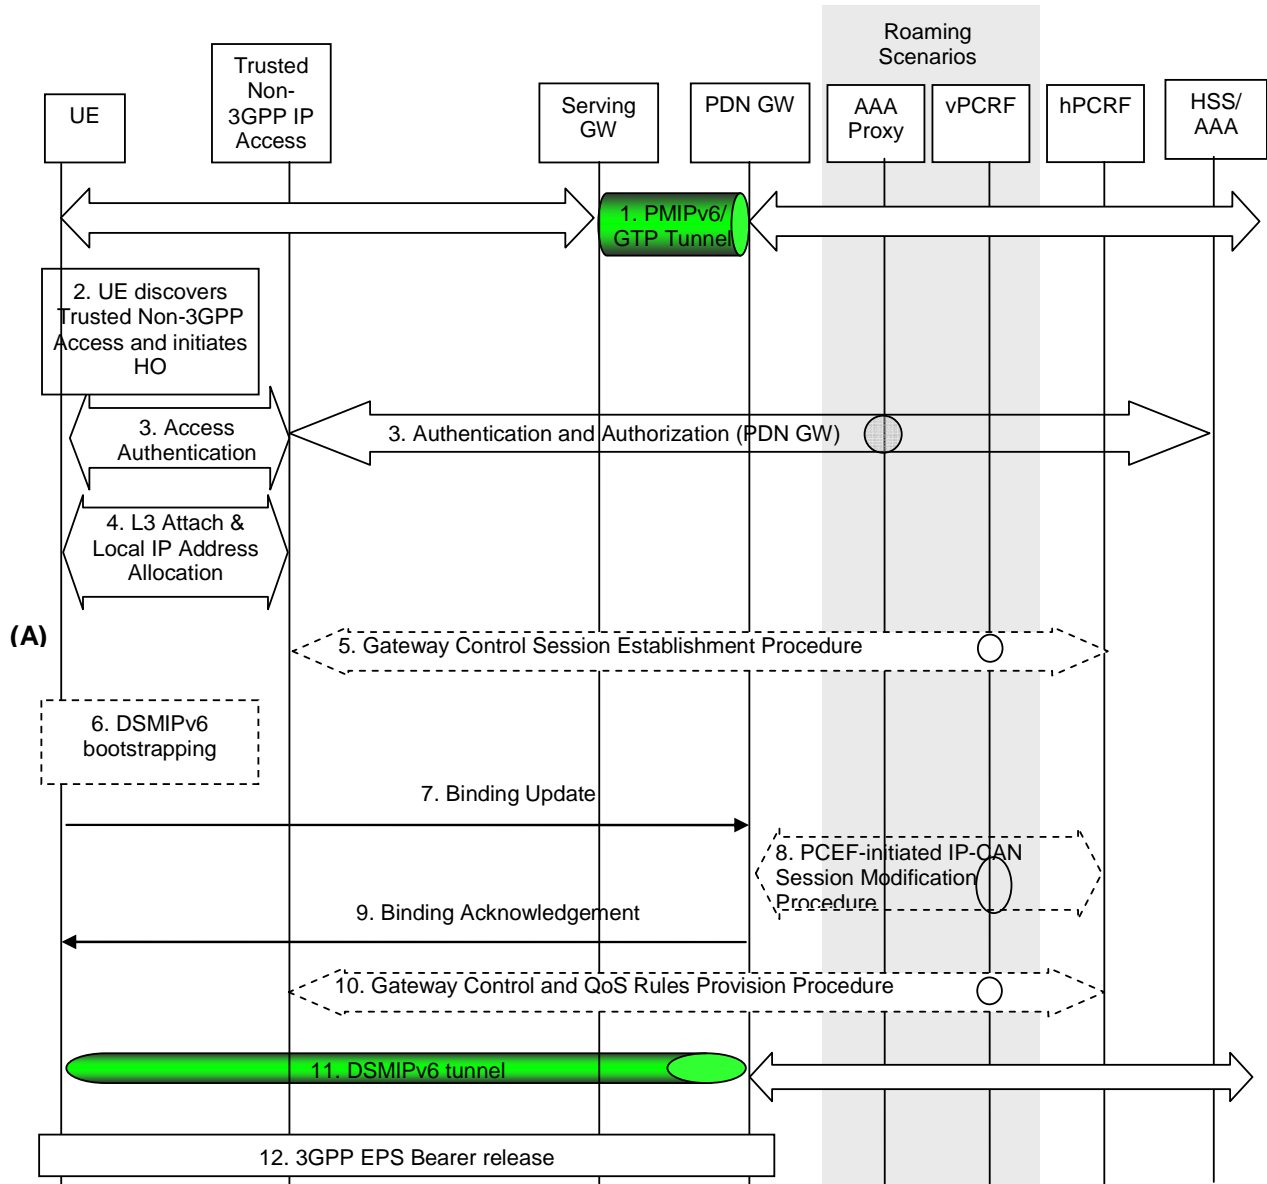 Roaming
Scenarios
UE
Trusted
Non-
3GPP IP
Access
Serving
GW
PDN GW
AAA
Proxy
vPCRF
hPCRF
HSS/
AAA
1. PMIPv6/
GTP Tunnel
2. UE discovers
Trusted Non-3GPP
Access and initiates
HO
3. Access
Authentication
3. Authentication and Authorization (PDN GW)
4. L3 Attach &
Local IP Address
Allocation
(A)
5. Gateway Control Session Establishment Procedure
6. DSMIPv6
bootstrapping
7. Binding Update
8. PCEF-initiated IP-CAN
Session Modification
Procedure
9. Binding Acknowledgement
10. Gateway Control and QoS Rules Provision Procedure
11. DSMIPv6 tunnel
12. 3GPP EPS Bearer release